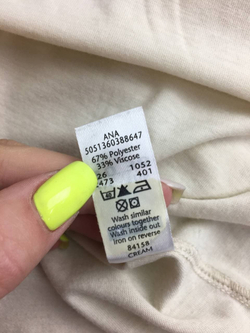 ANA
5051360388647
67% Polyester
33% Viscose
26 1052
473 401
Wash similar
colours together
Wash inside out
Iron on reverse
84158
CREAM